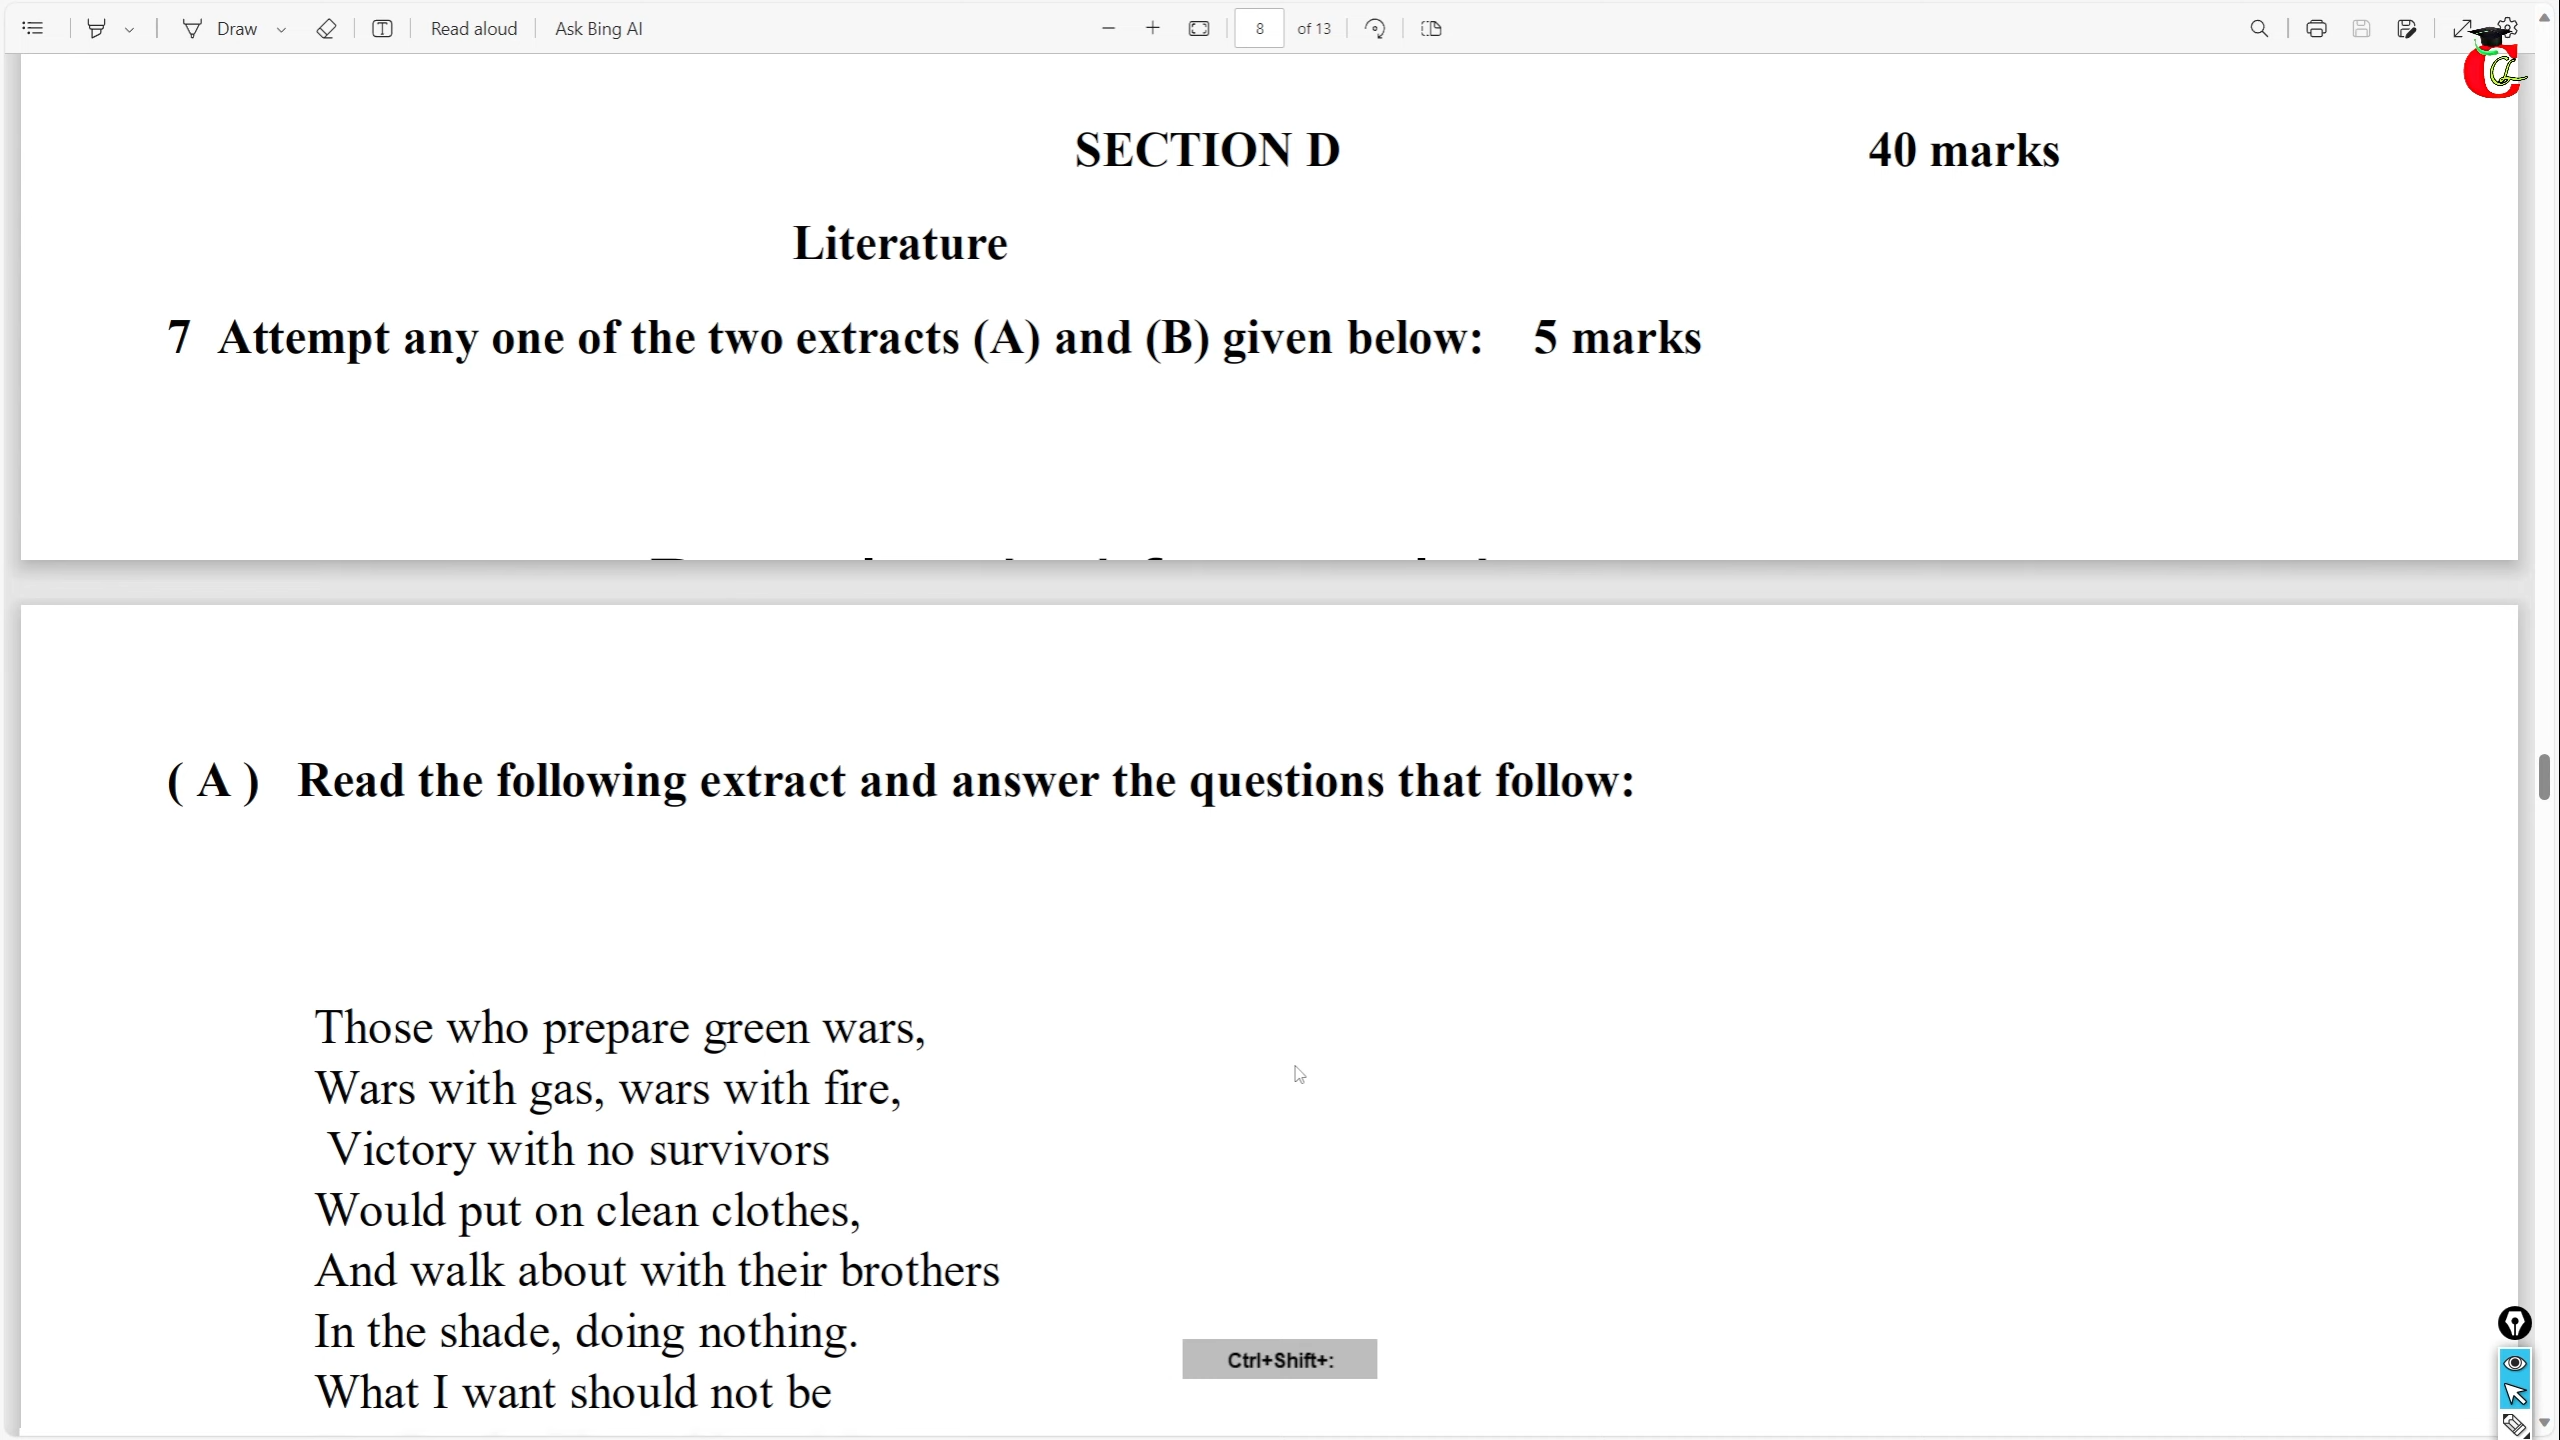 Draw
Read aloud
Ask Bing AI
8 of 13
SECTION D 40 marks
Literature
7 Attempt any one of the two extracts (A) and (B) given below: 5 marks
( A ) Read the following extract and answer the questions that follow:
Those who prepare green wars,
Wars with gas, wars with fire,
Victory with no survivors
Would put on clean clothes,
And walk about with their brothers
In the shade, doing nothing.
What I want should not be
Ctrl+Shift+: